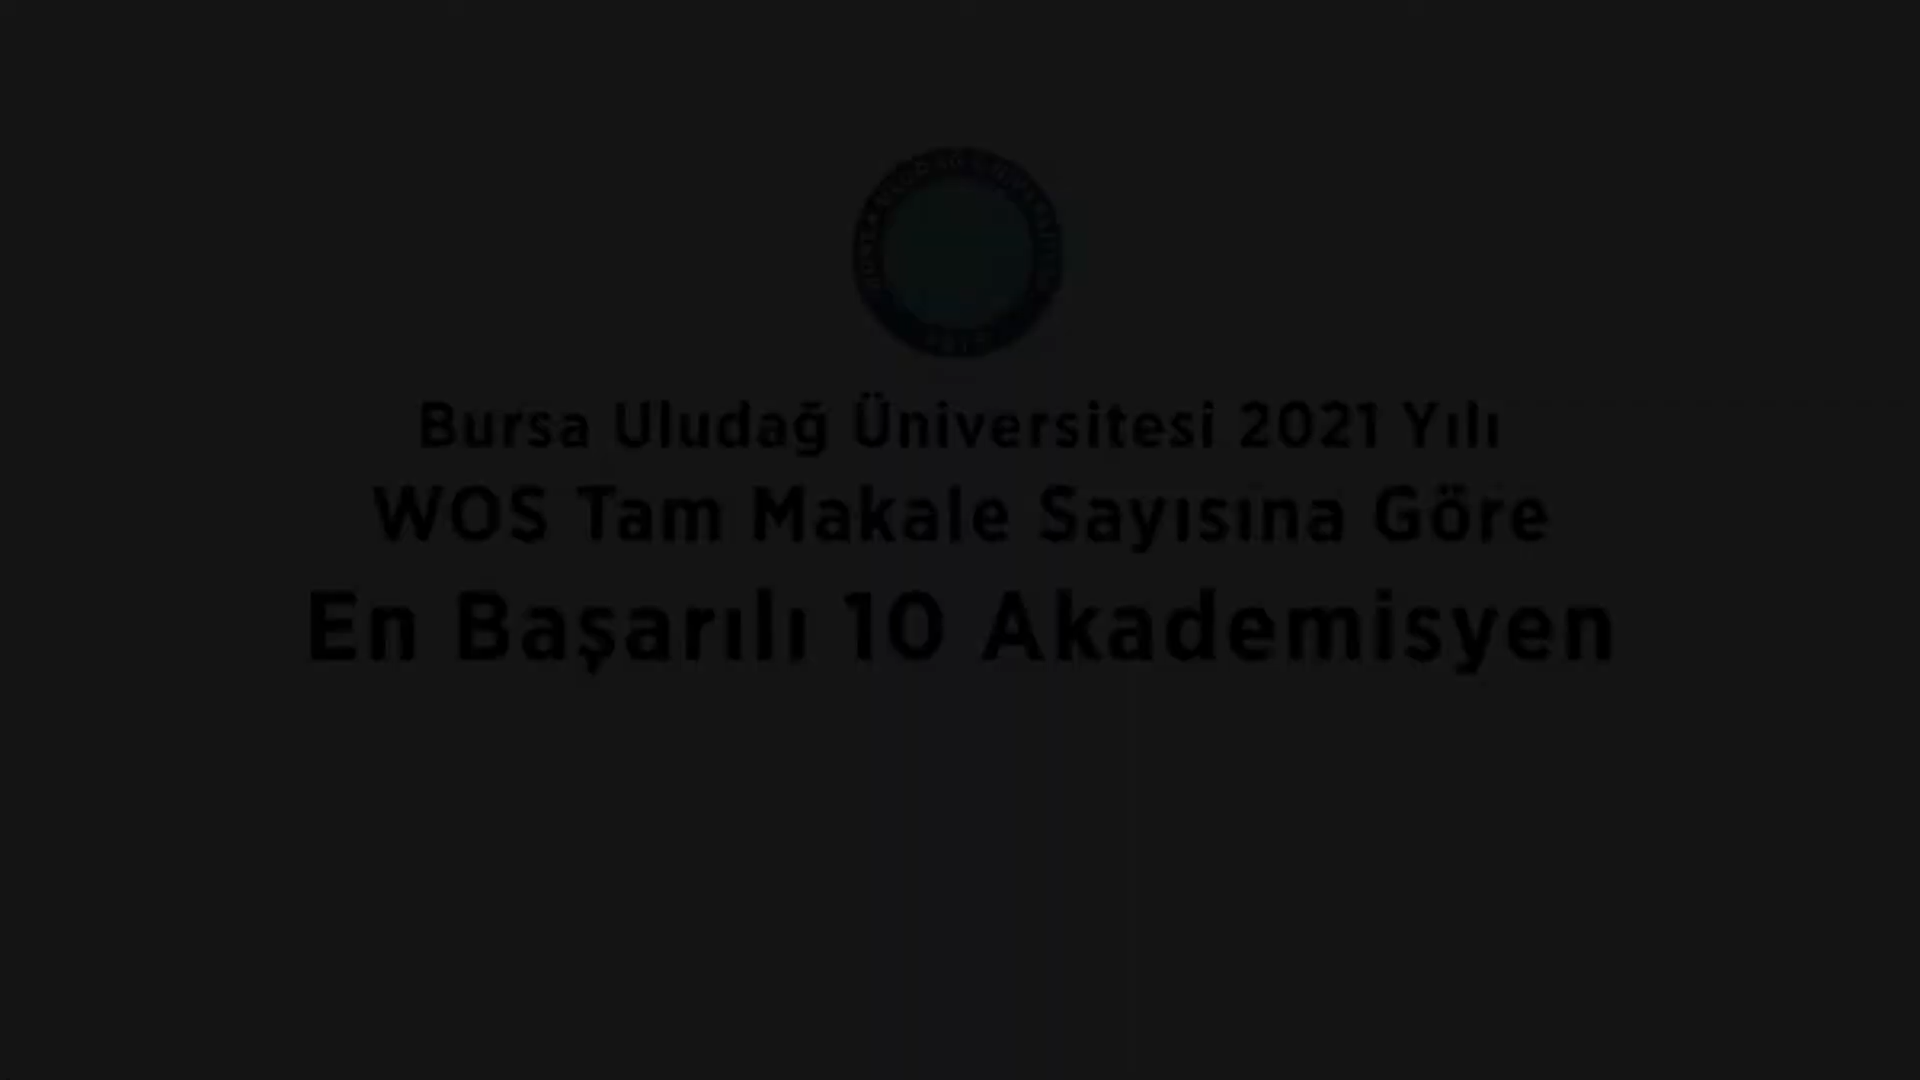 Bursa Uludağ Üniversitesi 2021 Yılı
WOS Tam Makale Sayısına Göre
En Başarılı 10 Akademisyen